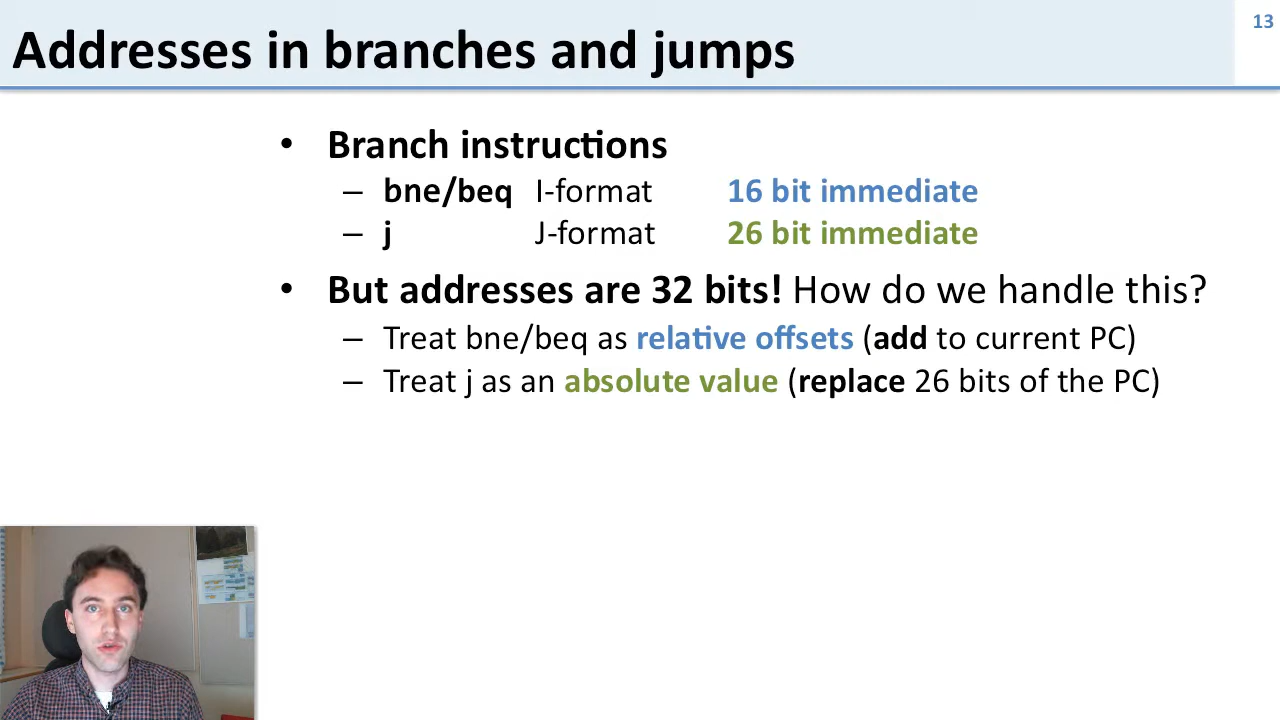 Addresses in branches and jumps
13
• Branch instructions
– bne/beq I-format 16 bit immediate
– j J-format 26 bit immediate
• But addresses are 32 bits! How do we handle this?
– Treat bne/beq as relative offsets (add to current PC)
– Treat j as an absolute value (replace 26 bits of the PC)